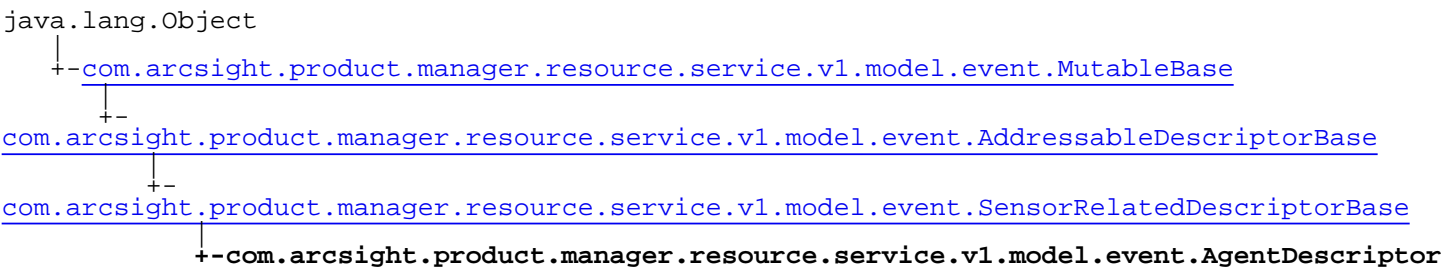 java.lang.Object
|
+-com.arcsight.product.manager.resource.service.v1.model.event.MutableBase
|
+-
com.arcsight.product.manager.resource.service.v1.model.event.AddressableDescriptorBase
|
+-
com.arcsight.product.manager.resource.service.v1.model.event.SensorRelatedDescriptorBase
|
+-com.arcsight.product.manager.resource.service.v1.model.event.AgentDescriptor